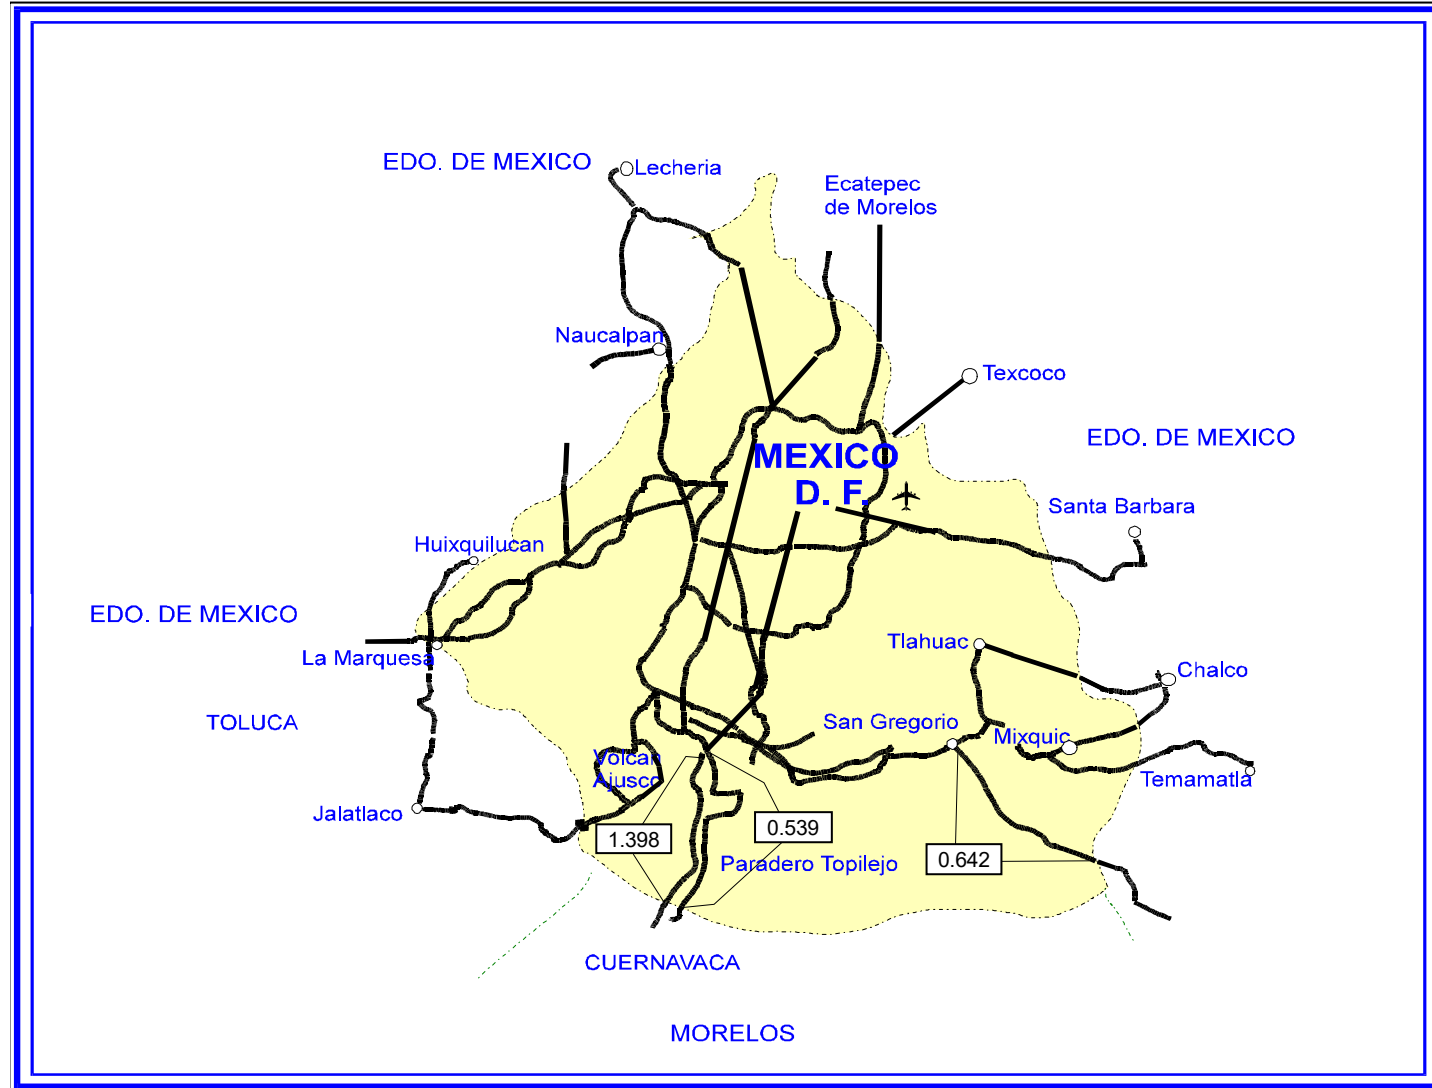 EDO. DE MEXICO
Lecheria
Ecatepec
de Morelos
Naucalpan
Texcoco
EDO. DE MEXICO
MEXICO
D. F.
Santa Barbara
Huixquilucan
EDO. DE MEXICO
La Marquesa
Tlahuac
Chalco
TOLUCA
San Gregorio
Mixquic
Volcan
Ajusco
Temamatla
Jalatlaco
1.398
0.539
0.642
Paradero Topilejo
CUERNAVACA
MORELOS